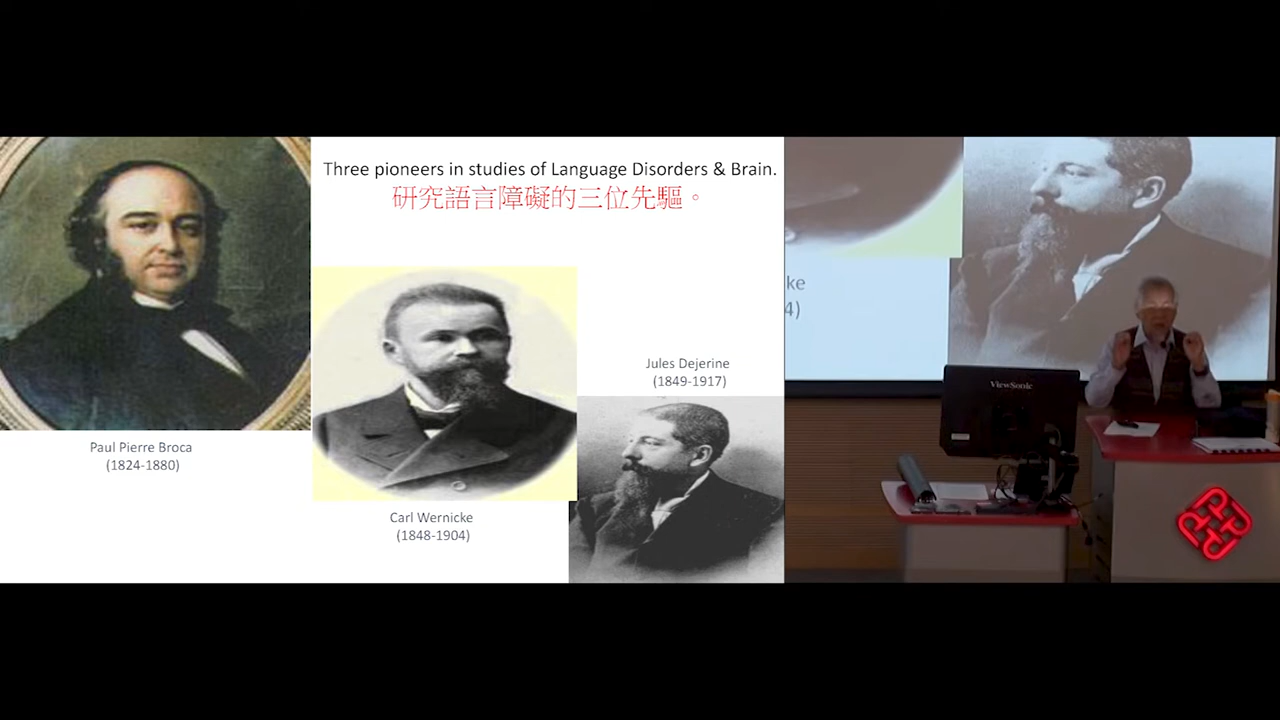 Three pioneers in studies of Language Disorders & Brain.
研究語言障礙的三位先驅。
Jules Dejerine
(1849-1917)
Paul Pierre Broca
(1824-1880)
Carl Wernicke
(1848-1904)
ke
4)
ViewSonic